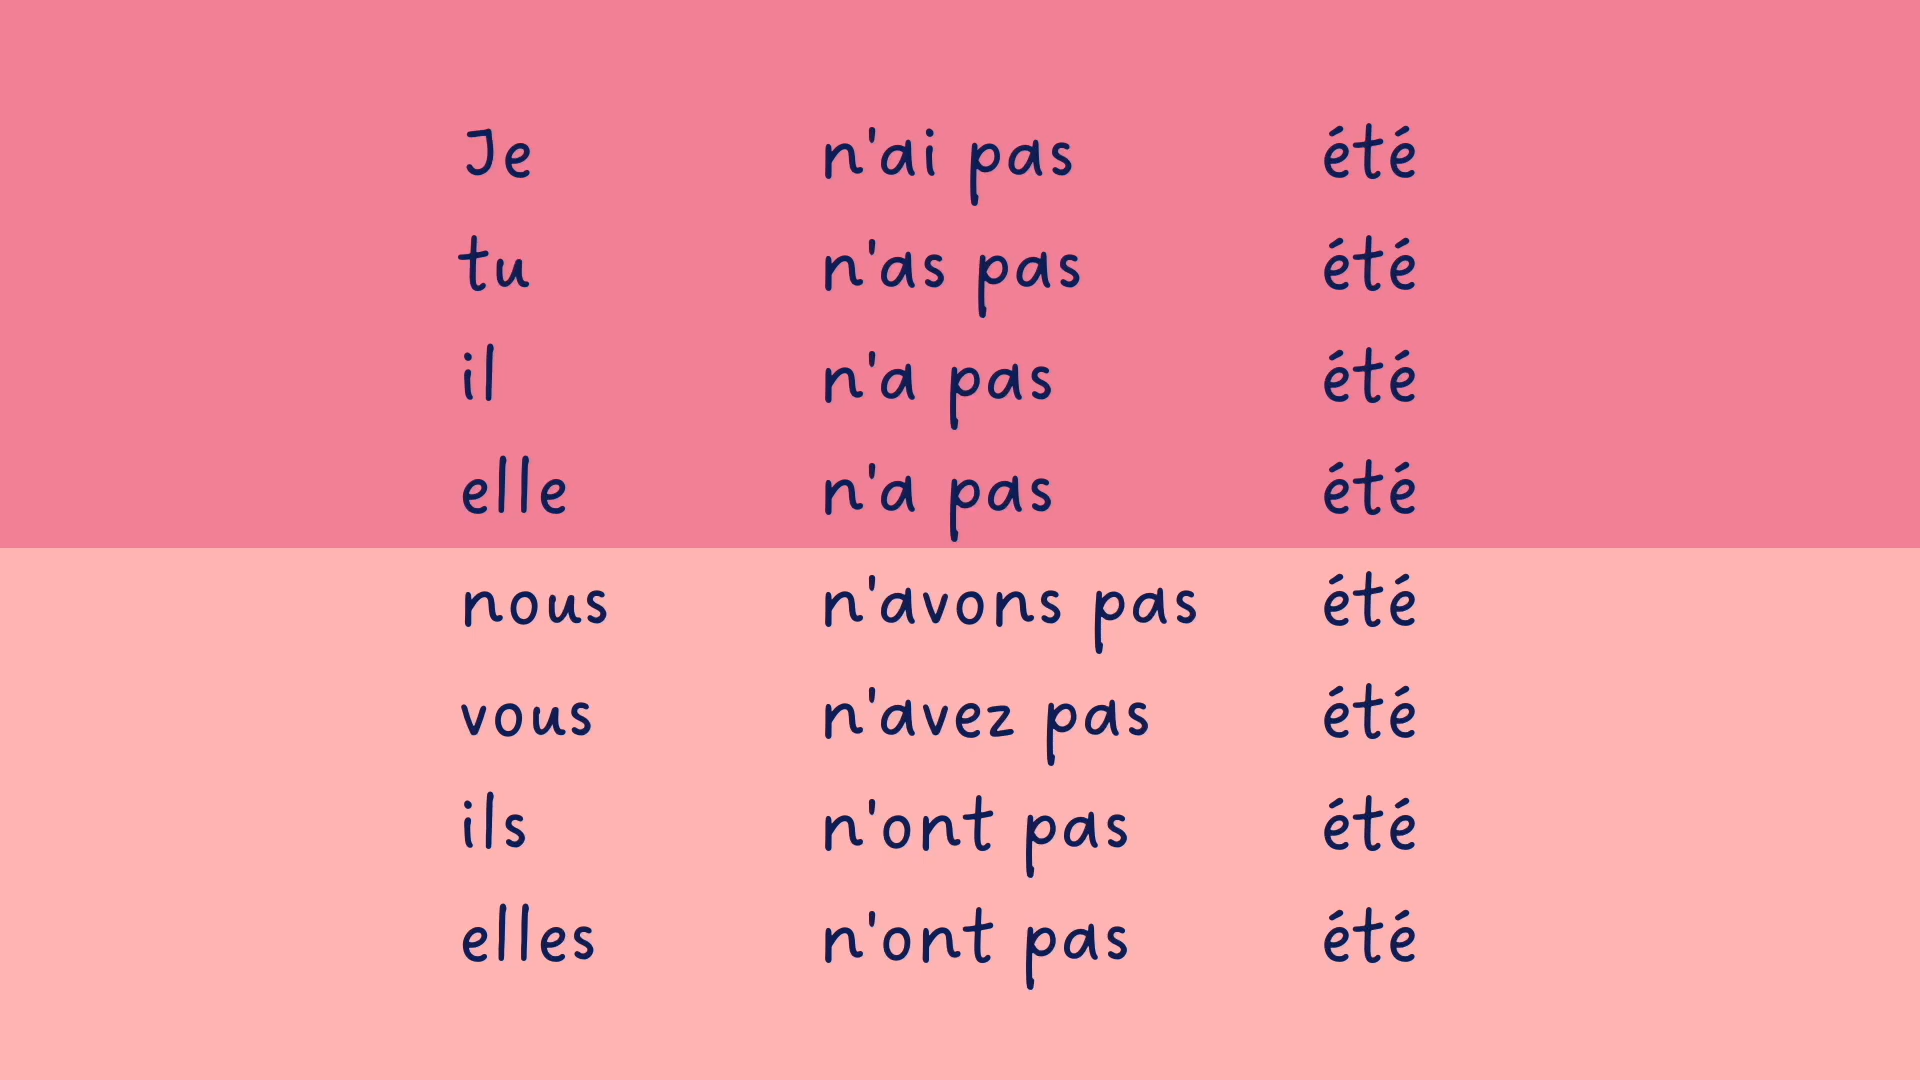 Je n'ai pas été
tu n'as pas été
il n'a pas été
elle n'a pas été
nous n'avons pas été
vous n'avez pas été
ils n'ont pas été
elles n'ont pas été